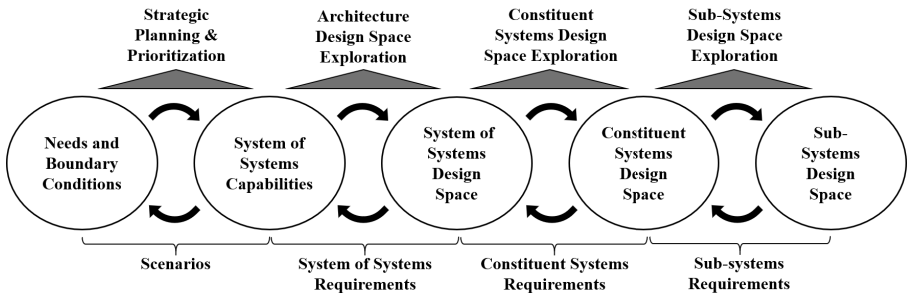 Strategic
Planning &
Prioritization
Architecture
Design Space
Exploration
Constituent
Systems Design
Space Exploration
Sub-Systems
Design Space
Exploration
Needs and
Boundary
Conditions
System of
Systems
Capabilities
System of
Systems
Design
Space
Constituent
Systems
Design
Space
Sub-
Systems
Design
Space
Scenarios
System of Systems
Requirements
Constituent Systems
Requirements
Sub-systems
Requirements